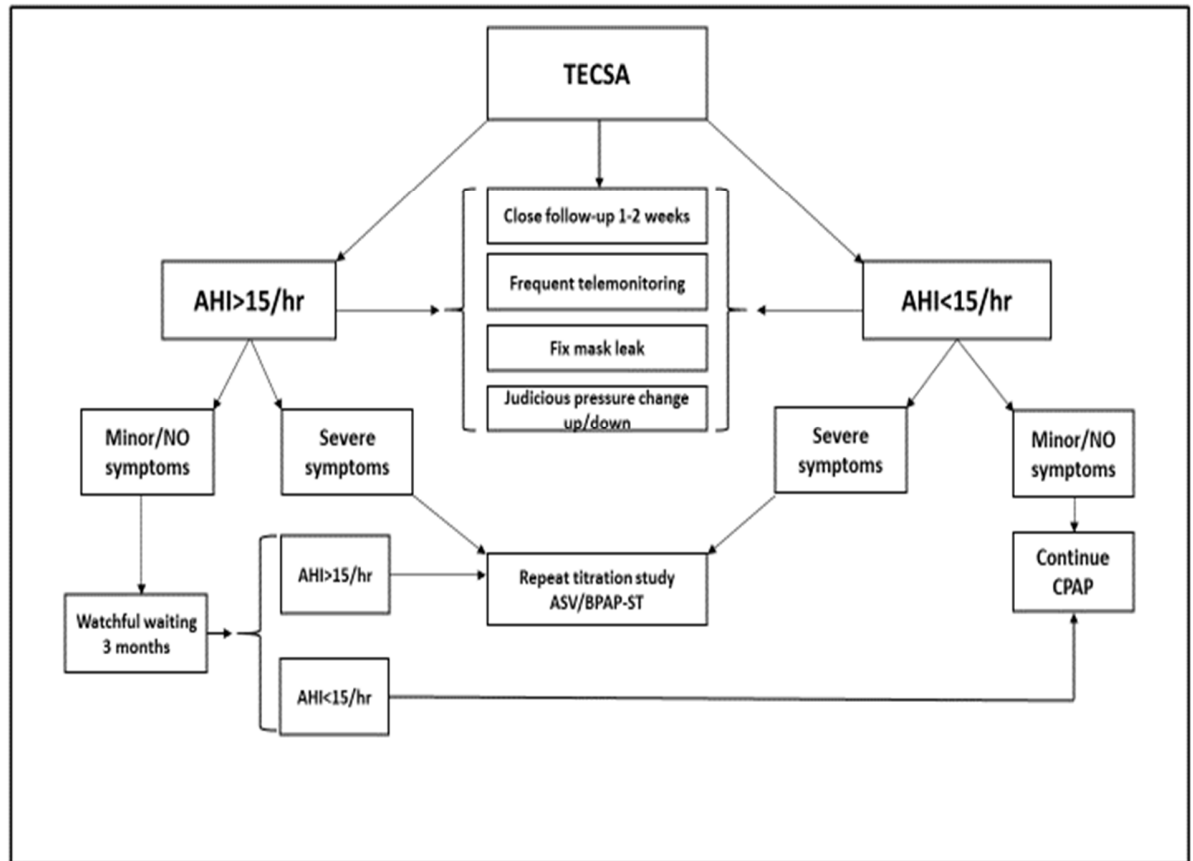 TECSA
Close follow-up 1-2 weeks
Frequent telemonitoring
Fix mask leak
Judicious pressure change
up/down
AHI>15/hr
AHI<15/hr
Minor/NO
symptoms
Severe
symptoms
Severe
symptoms
Minor/NO
symptoms
Watchful waiting
3 months
AHI>15/hr
AHI<15/hr
Repeat titration study
ASV/BPAP-ST
Continue
CPAP